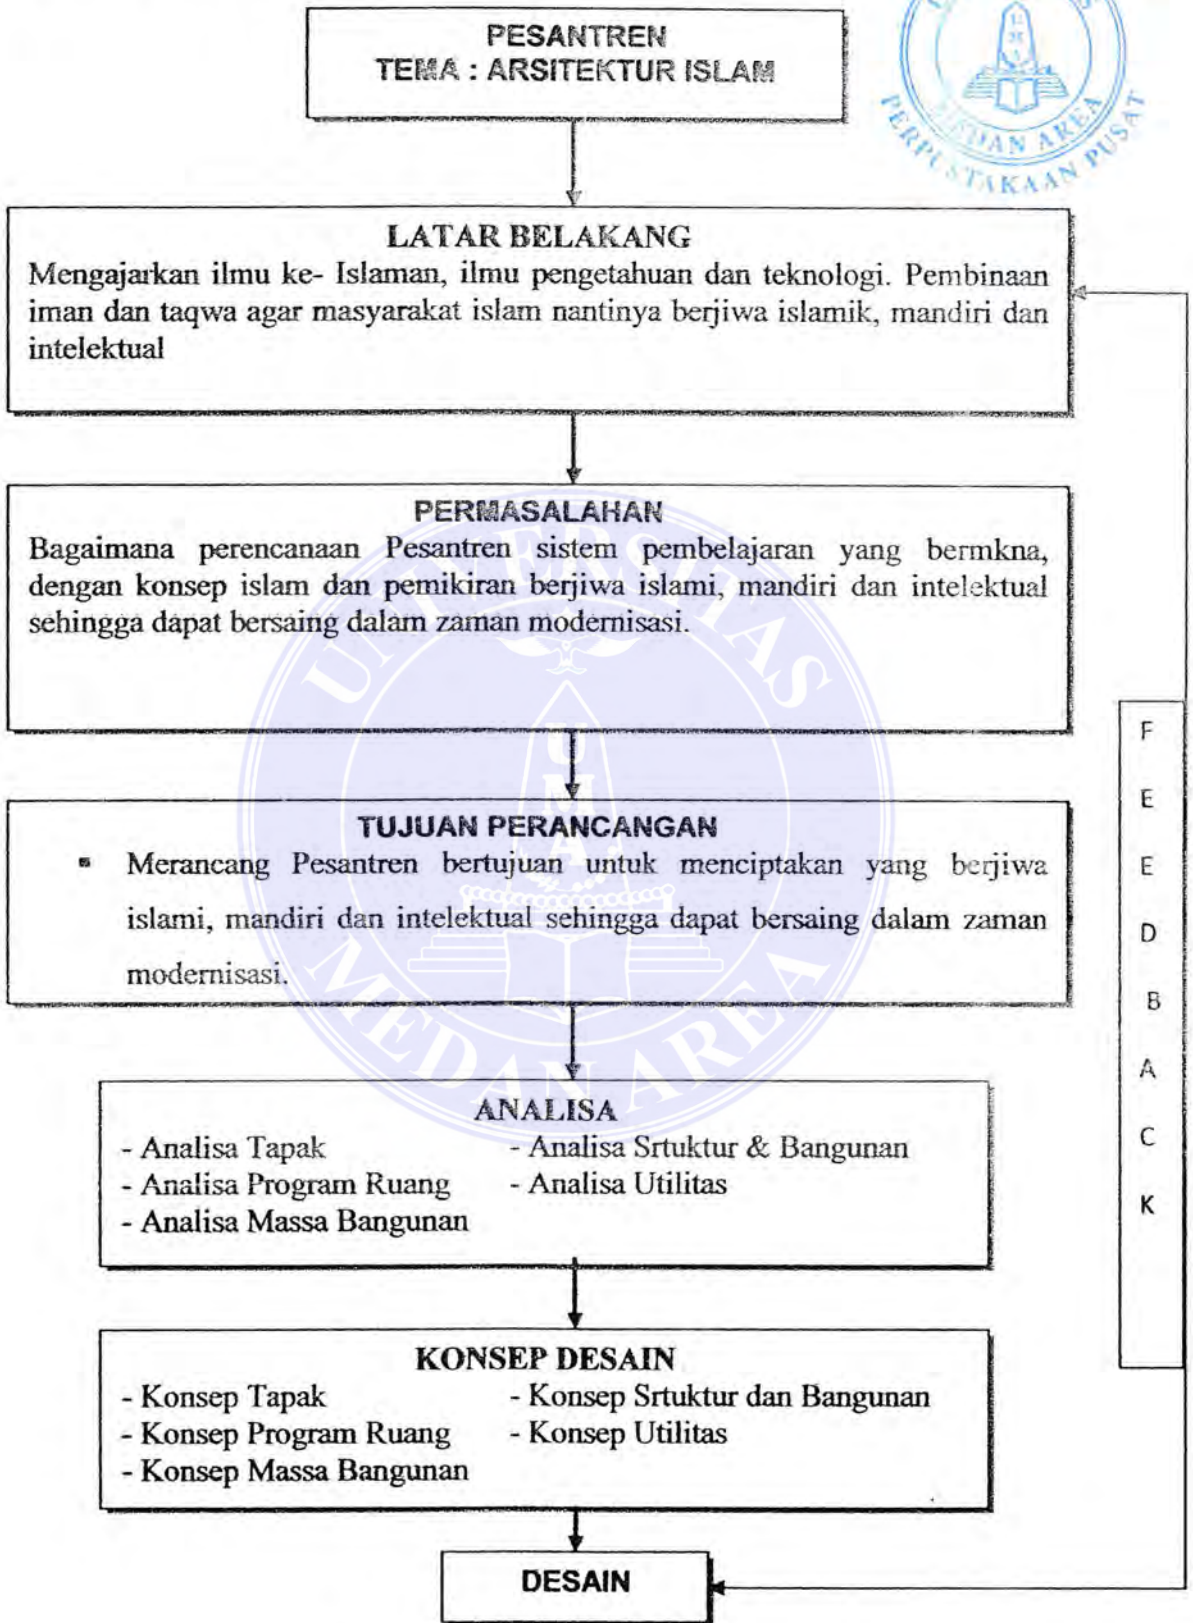 PESANTREN
TEMA : ARSITEKTUR ISLAM
MEDAN AREA
PERPUSTAKAAN PUSAT
LATAR BELAKANG
Mengajarkan ilmu ke- Islaman, ilmu pengetahuan dan teknologi. Pembinaan
iman dan taqwa agar masyarakat islam nantinya berjiwa islamik, mandiri dan
intelektual
PERMASALAHAN
Bagaimana perencanaan Pesantren sistem pembelajaran yang bermkna,
dengan konsep islam dan pemikiran berjiwa islami, mandiri dan intelektual
sehingga dapat bersaing dalam zaman modernisasi.
UNIVERSITAS
UMA
MEDAN AREA
TUJUAN PERANCANGAN
▪ Merancang Pesantren bertujuan untuk menciptakan yang berjiwa
islami, mandiri dan intelektual sehingga dapat bersaing dalam zaman
modernisasi.
ANALISA
- Analisa Tapak - Analisa Srtuktur & Bangunan
- Analisa Program Ruang - Analisa Utilitas
- Analisa Massa Bangunan
KONSEP DESAIN
- Konsep Tapak - Konsep Srtuktur dan Bangunan
- Konsep Program Ruang - Konsep Utilitas
- Konsep Massa Bangunan
DESAIN
FEEDBACK